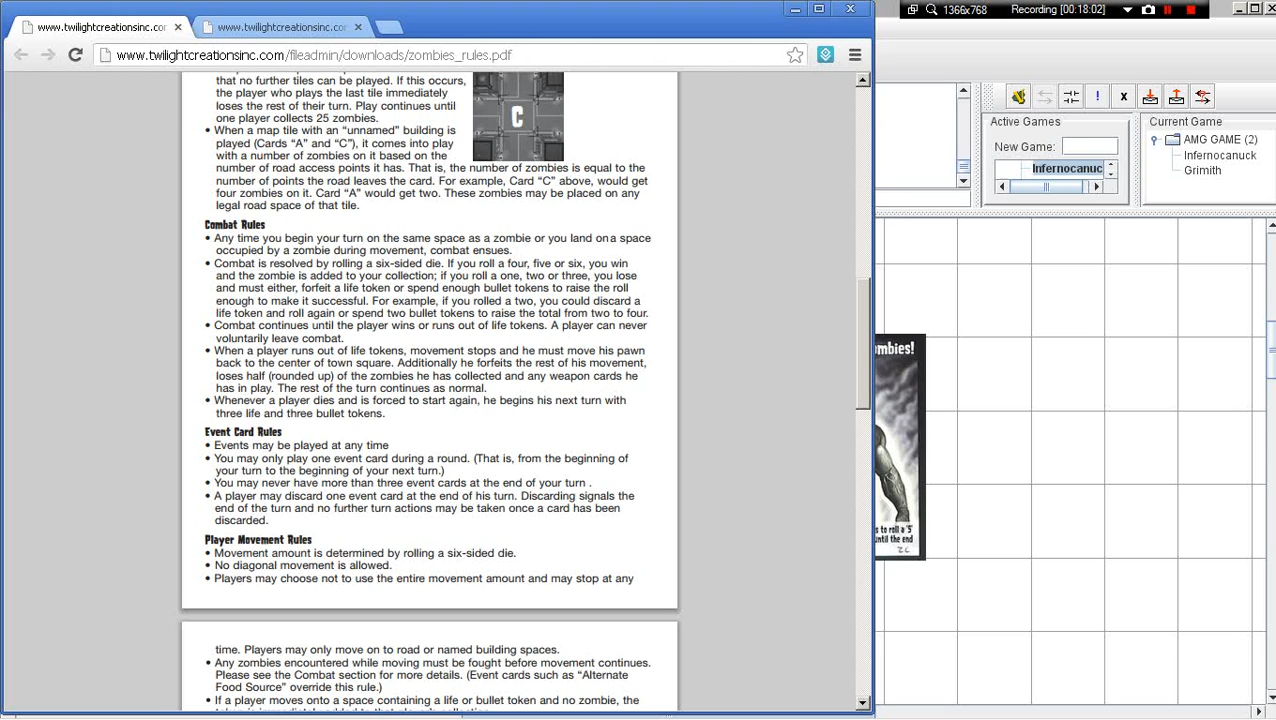 www.twilightcreationsinc.com
www.twilightcreationsinc.com
1366x768
Recording [00:18:02]
www.twilightcreationsinc.com/fileadmin/downloads/zombies_rules.pdf
that no further tiles can be played. If this occurs,
the player who plays the last tile immediately
loses the rest of their turn. Play continues until
one player collects 25 zombies.
• When a map tile with an “unnamed” building is
played (Cards “A” and “C”), it comes into play
with a number of zombies on it based on the
number of road access points it has. That is, the number of zombies is equal to the
number of points the road leaves the card. For example, Card “C” above, would get
four zombies on it. Card “A” would get two. These zombies may be placed on any
legal road space of that tile.
C
Combat Rules
• Any time you begin your turn on the same space as a zombie or you land on a space
occupied by a zombie during movement, combat ensues.
• Combat is resolved by rolling a six-sided die. If you roll a four, five or six, you win
and the zombie is added to your collection; if you roll a one, two or three, you lose
and must either, forfeit a life token or spend enough bullet tokens to raise the roll
enough to make it successful. For example, if you rolled a two, you could discard a
life token and roll again or spend two bullet tokens to raise the total from two to four.
• Combat continues until the player wins or runs out of life tokens. A player can never
voluntarily leave combat.
• When a player runs out of life tokens, movement stops and he must move his pawn
back to the center of town square. Additionally he forfeits the rest of his movement,
loses half (rounded up) of the zombies he has collected and any weapon cards he
has in play. The rest of the turn continues as normal.
• Whenever a player dies and is forced to start again, he begins his next turn with
three life and three bullet tokens.
Event Card Rules
• Events may be played at any time
• You may only play one event card during a round. (That is, from the beginning of
your turn to the beginning of your next turn.)
• You may never have more than three event cards at the end of your turn .
• A player may discard one event card at the end of his turn. Discarding signals the
end of the turn and no further turn actions may be taken once a card has been
discarded.
Player Movement Rules
• Movement amount is determined by rolling a six-sided die.
• No diagonal movement is allowed.
• Players may choose not to use the entire movement amount and may stop at any
time. Players may only move on to road or named building spaces.
• Any zombies encountered while moving must be fought before movement continues.
Please see the Combat section for more details. (Event cards such as “Alternate
Food Source” override this rule.)
• If a player moves onto a space containing a life or bullet token and no zombie, the
Active Games
New Game:
Infernocanuc
Current Game
AMG GAME (2)
Infernocanuck
Grimith
ombies!
s to roll a '5'
until the end